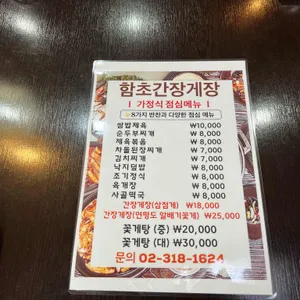 함초간장게장
| 가정식 점심메뉴 |
8가지 반찬과 다양한 점심 메뉴
쌈밥제육 ₩10,000
순두부찌개 ₩ 8,000
제육볶음 ₩ 8,000
차돌된장찌개 ₩ 7,000
김치찌개 ₩ 7,000
낙지덮밥 ₩ 8,000
조기정식 ₩ 8,000
육개장 ₩ 8,000
사골떡국 ₩ 8,000
간장게장(삼점게) ₩18,000
간장게장(연평도 알배기꽃게) ₩25,000
꽃게탕 (중) ₩20,000
꽃게탕 (대) ₩30,000
문의 02-318-1624